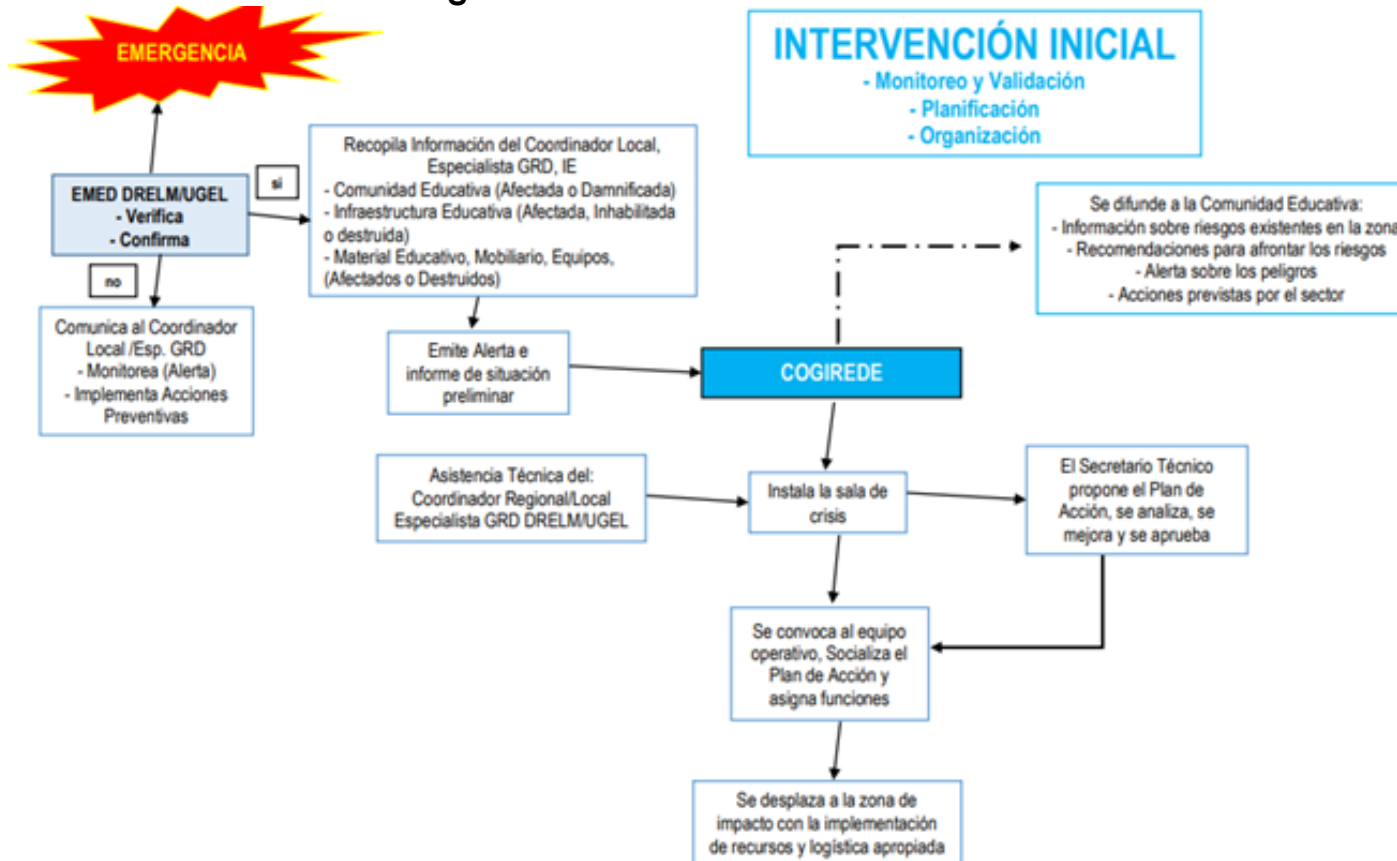 EMERGENCIA
INTERVENCIÓN INICIAL
- Monitoreo y Validación
- Planificación
- Organización
EMED DRELM/UGEL
- Verifica
- Confirma
si
no
Recopila Información del Coordinador Local,
Especialista GRD, IE
- Comunidad Educativa (Afectada o Damnificada)
- Infraestructura Educativa (Afectada, Inhabilitada
o destruida)
- Material Educativo, Mobiliario, Equipos,
(Afectados o Destruidos)
Se difunde a la Comunidad Educativa:
- Información sobre riesgos existentes en la zona
- Recomendaciones para afrontar los riesgos
- Alerta sobre los peligros
- Acciones previstas por el sector
Comunica al Coordinador
Local /Esp. GRD
- Monitorea (Alerta)
- Implementa Acciones
Preventivas
Emite Alerta e
informe de situación
preliminar
COGIREDE
Asistencia Técnica del:
Coordinador Regional/Local
Especialista GRD DRELM/UGEL
Instala la sala de
crisis
El Secretario Técnico
propone el Plan de
Acción, se analiza, se
mejora y se aprueba
Se convoca al equipo
operativo, Socializa el
Plan de Acción y
asigna funciones
Se desplaza a la zona de
impacto con la implementación
de recursos y logística apropiada